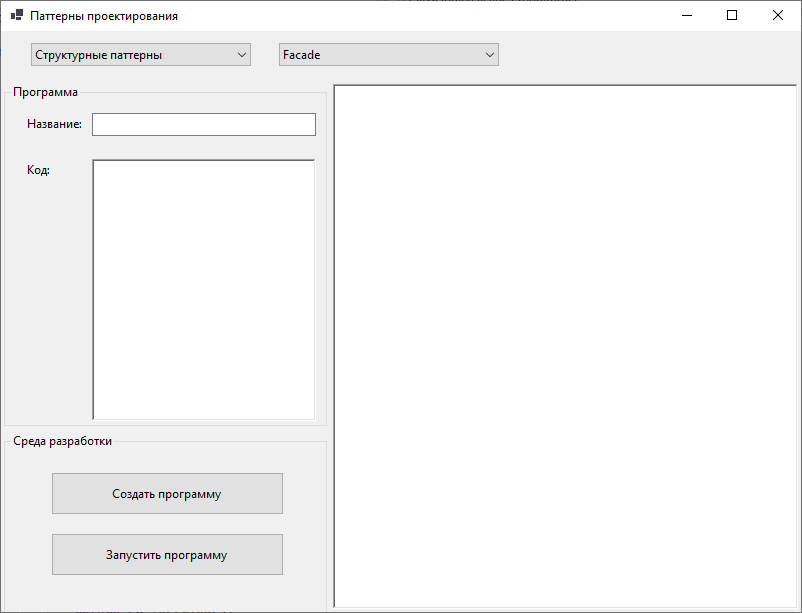 Паттерны проектирования
Структурные паттерны
Facade
Программа
Название:
Код:
Среда разработки
Создать программу
Запустить программу